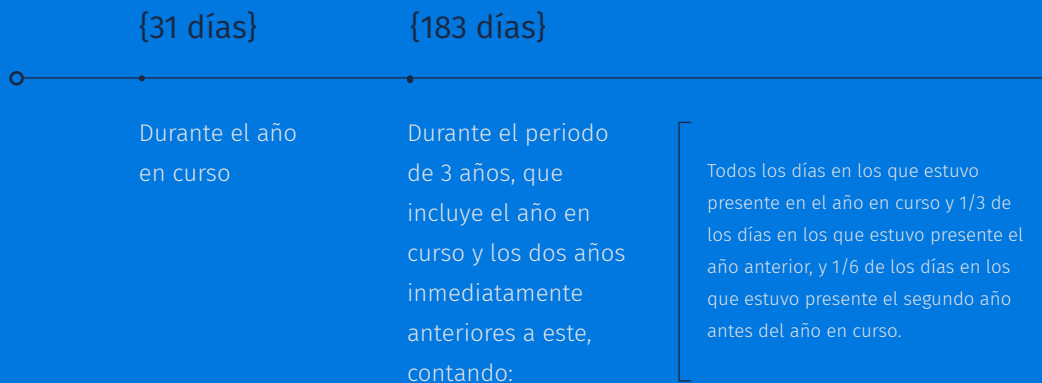 {31 días}
{183 días}
Durante el año
en curso
Durante el periodo
de 3 años, que
incluye el año en
curso y los dos años
inmediatamente
anteriores a este,
contando:
Todos los días en los que estuvo
presente en el año en curso y 1/3 de
los días en los que estuvo presente el
año anterior, y 1/6 de los días en los
que estuvo presente el segundo año
antes del año en curso.